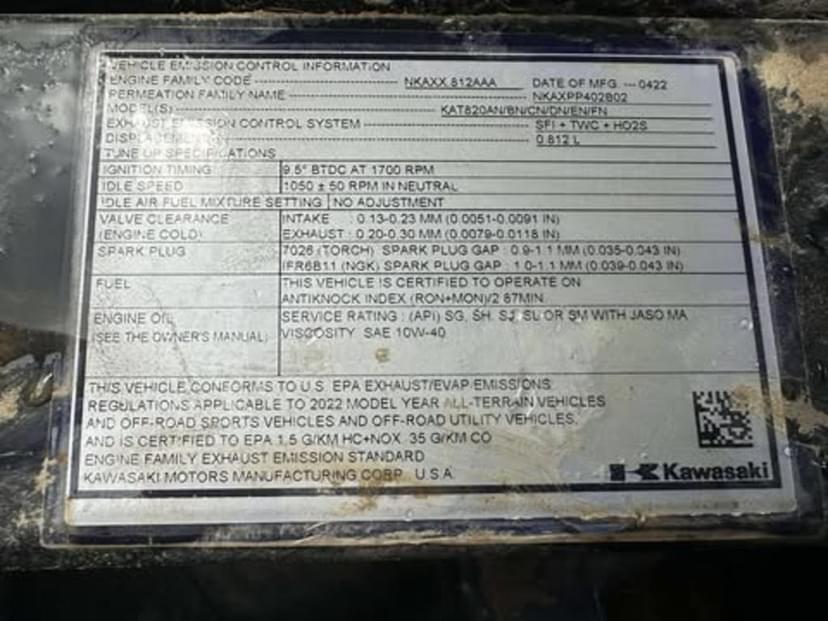 VEHICLE EMISSION CONTROL INFORMATION
ENGINE FAMILY CODE ---- NKAXX.812AAA DATE OF MFG. --- 0422
PERMEATION FAMILY NAME ---- NKAXPP402B02
MODEL(S) ---- KAT820AN/BN/CN/DN/EN/FN
EXHAUST EMISSION CONTROL SYSTEM ---- SFI + TWC + HO2S
DISPLACEMENT ---- 0.812 L
TUNE UP SPECIFICATIONS
IGNITION TIMING 9.5° BTDC AT 1700 RPM
IDLE SPEED 1050 ± 50 RPM IN NEUTRAL
IDLE AIR FUEL MIXTURE SETTING NO ADJUSTMENT
VALVE CLEARANCE INTAKE : 0.13-0.23 MM (0.0051-0.0091 IN)
(ENGINE COLD) EXHAUST : 0.20-0.30 MM (0.0079-0.0118 IN)
SPARK PLUG 7026 (TORCH) SPARK PLUG GAP : 0.9-1.1 MM (0.035-0.043 IN)
IFR6B11 (NGK) SPARK PLUG GAP : 1.0-1.1 MM (0.039-0.043 IN)
FUEL THIS VEHICLE IS CERTIFIED TO OPERATE ON
ANTIKNOCK INDEX (RON+MON)/2 87MIN.
ENGINE OIL SERVICE RATING : (API) SG, SH, SJ, SL OR SM WITH JASO MA
(SEE THE OWNER'S MANUAL) VISCOSITY SAE 10W-40
THIS VEHICLE CONFORMS TO U.S. EPA EXHAUST/EVAP EMISSIONS
REGULATIONS APPLICABLE TO 2022 MODEL YEAR ALL-TERRAIN VEHICLES
AND OFF-ROAD SPORTS VEHICLES AND OFF-ROAD UTILITY VEHICLES.
AND IS CERTIFIED TO EPA 1.5 G/KM HC+NOX. 35 G/KM CO
ENGINE FAMILY EXHAUST EMISSION STANDARD
KAWASAKI MOTORS MANUFACTURING CORP. U.S.A.
Kawasaki